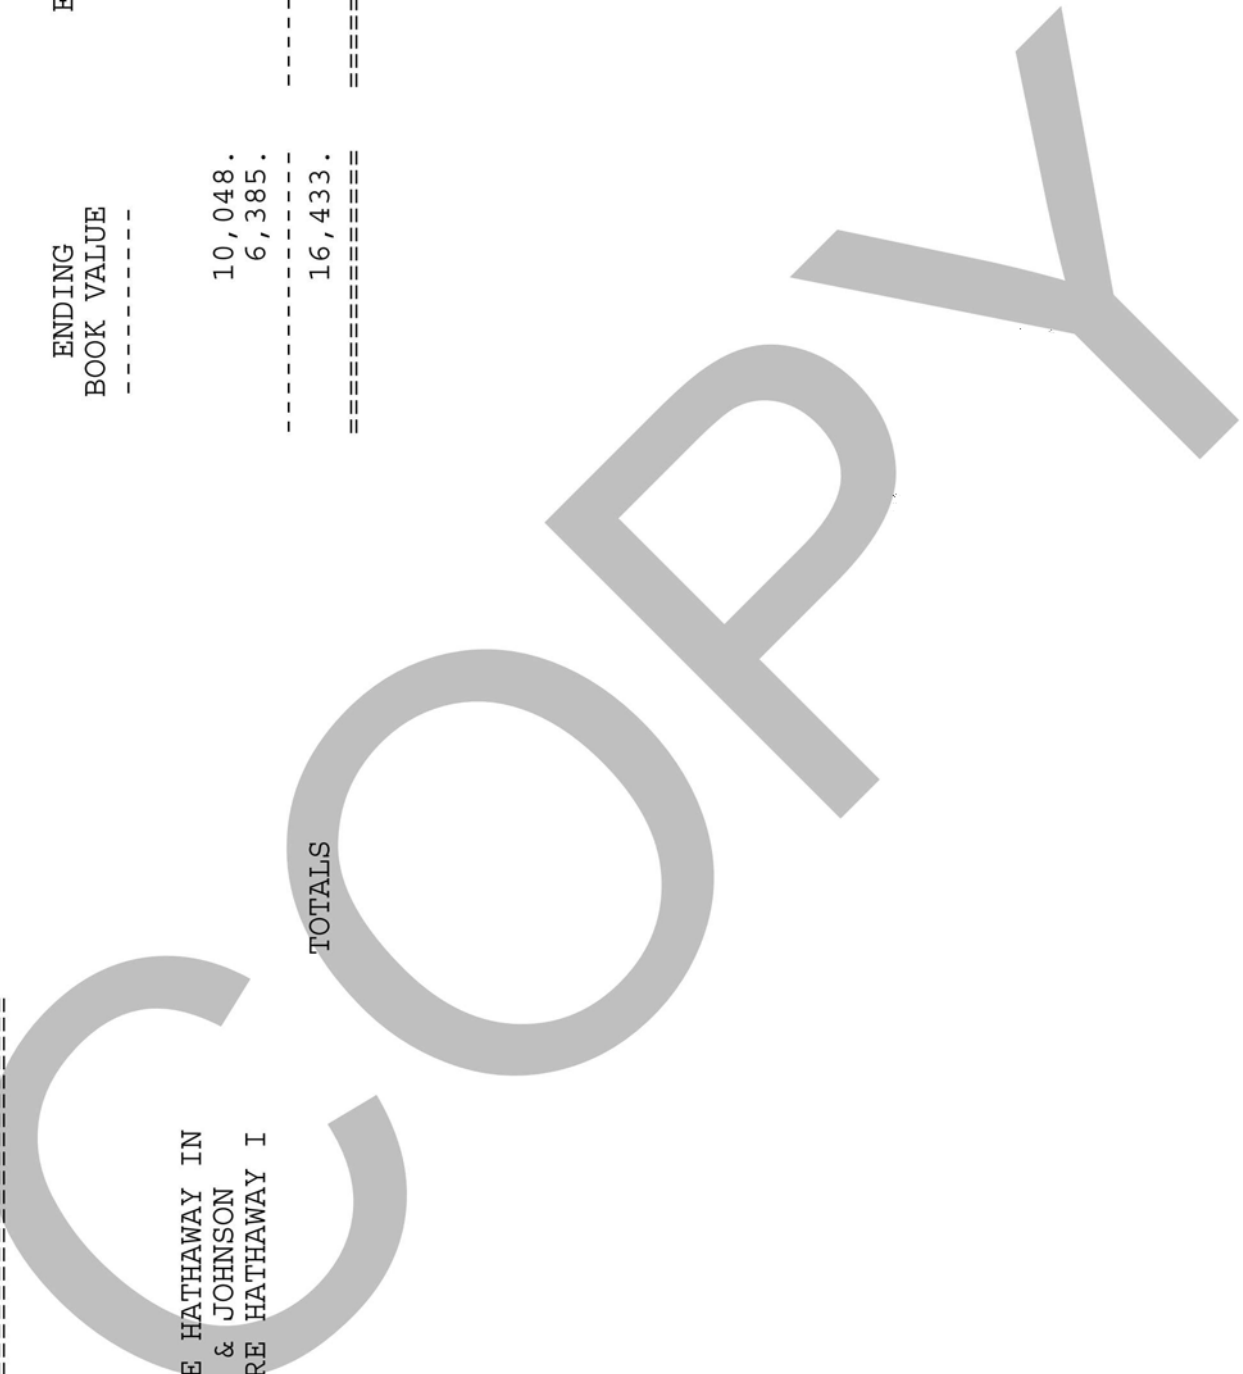 E
ENDING
BOOK VALUE
----------
E HATHAWAY IN
& JOHNSON 10,048.
RE HATHAWAY I 6,385.
--------------- -----
TOTALS 16,433.
=============== =====
COPY